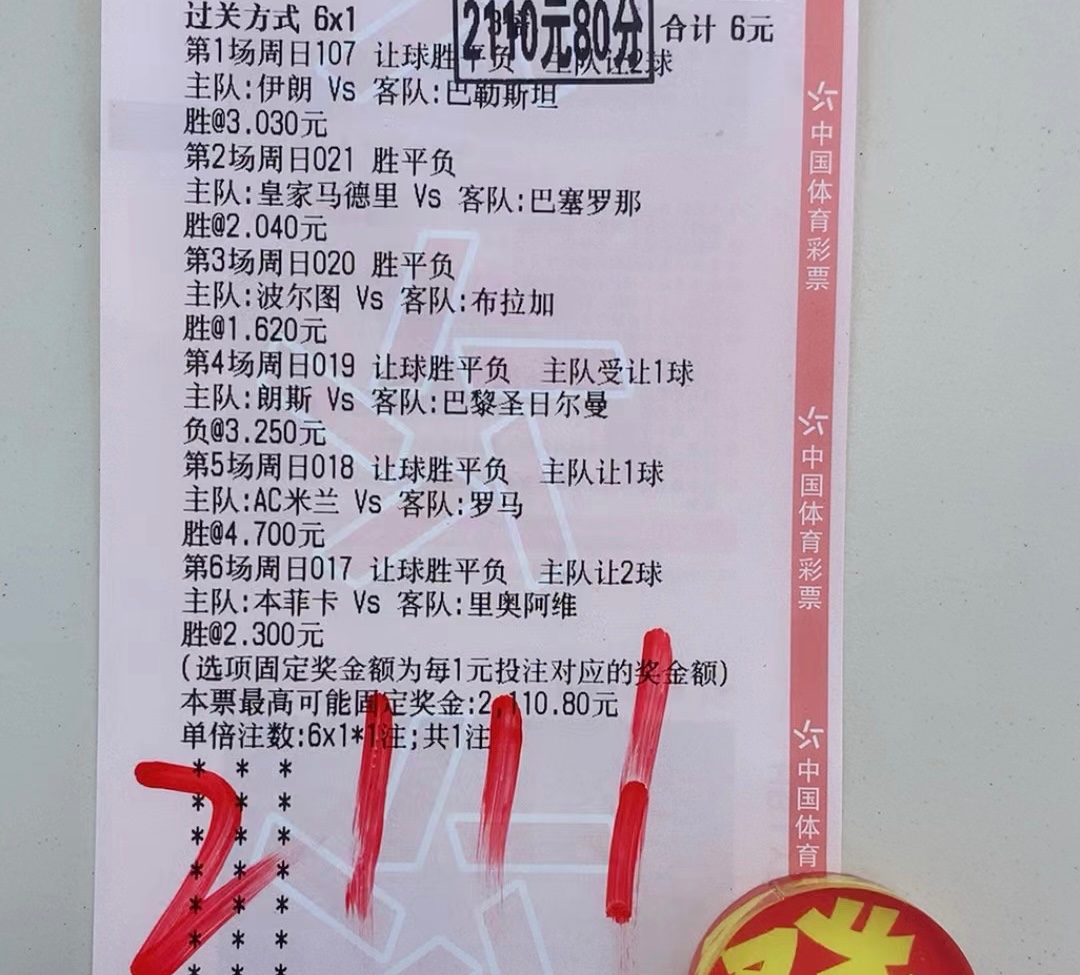 过关方式 6x1
2110元80分
合计 6元
第1场周日107 让球胜平负 主队让2球
主队:伊朗 Vs 客队:巴勒斯坦
胜@3.030元
第2场周日021 胜平负
主队:皇家马德里 Vs 客队:巴塞罗那
胜@2.040元
第3场周日020 胜平负
主队:波尔图 Vs 客队:布拉加
胜@1.620元
第4场周日019 让球胜平负 主队受让1球
主队:朗斯 Vs 客队:巴黎圣日尔曼
负@3.250元
第5场周日018 让球胜平负 主队让1球
主队:AC米兰 Vs 客队:罗马
胜@4.700元
第6场周日017 让球胜平负 主队让2球
主队:本菲卡 Vs 客队:里奥阿维
胜@2.300元
(选项固定奖金额为每1元投注对应的奖金额)
本票最高可能固定奖金:2,110.80元
单倍注数:6x1*1注;共1注
* * *
* * *
* * *
* * *
* * *
* * *
* * *
2111
中国体育彩票
中国体育彩票
中国体育